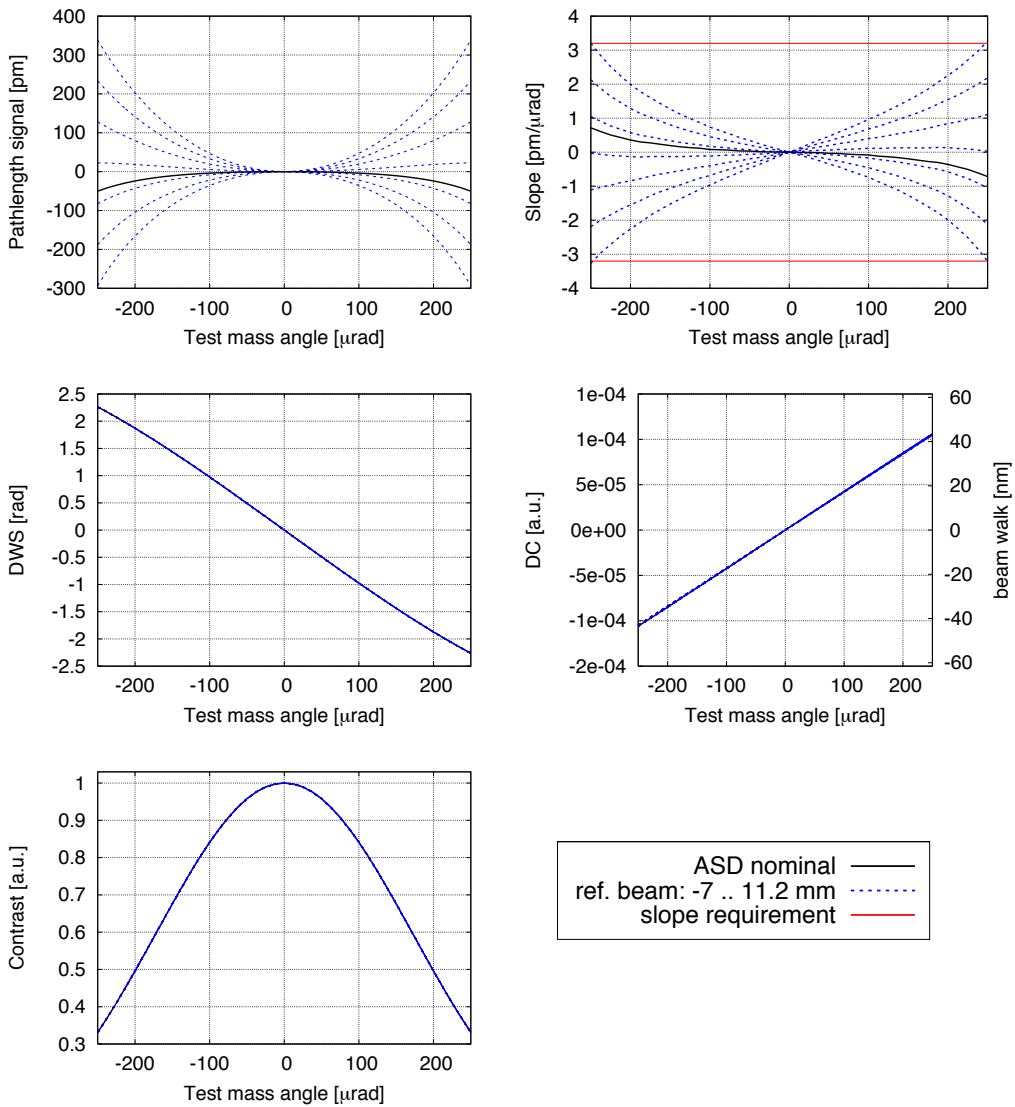 Pathlength signal [pm]
400
300
200
100
0
-100
-200
-300
-200 -100 0 100 200
Test mass angle [μrad]
Slope [pm/μrad]
4
3
2
1
0
-1
-2
-3
-4
-200 -100 0 100 200
Test mass angle [μrad]
DWS [rad]
2.5
2
1.5
1
0.5
0
-0.5
-1
-1.5
-2
-2.5
-200 -100 0 100 200
Test mass angle [μrad]
DC [a.u.]
1e-04
1e-04
5e-05
0e+00
-5e-05
-1e-04
-2e-04
60
40
20
0
-20
-40
-60
beam walk [nm]
-200 -100 0 100 200
Test mass angle [μrad]
Contrast [a.u.]
1
0.9
0.8
0.7
0.6
0.5
0.4
0.3
-200 -100 0 100 200
Test mass angle [μrad]
ASD nominal
ref. beam: -7 .. 11.2 mm
slope requirement